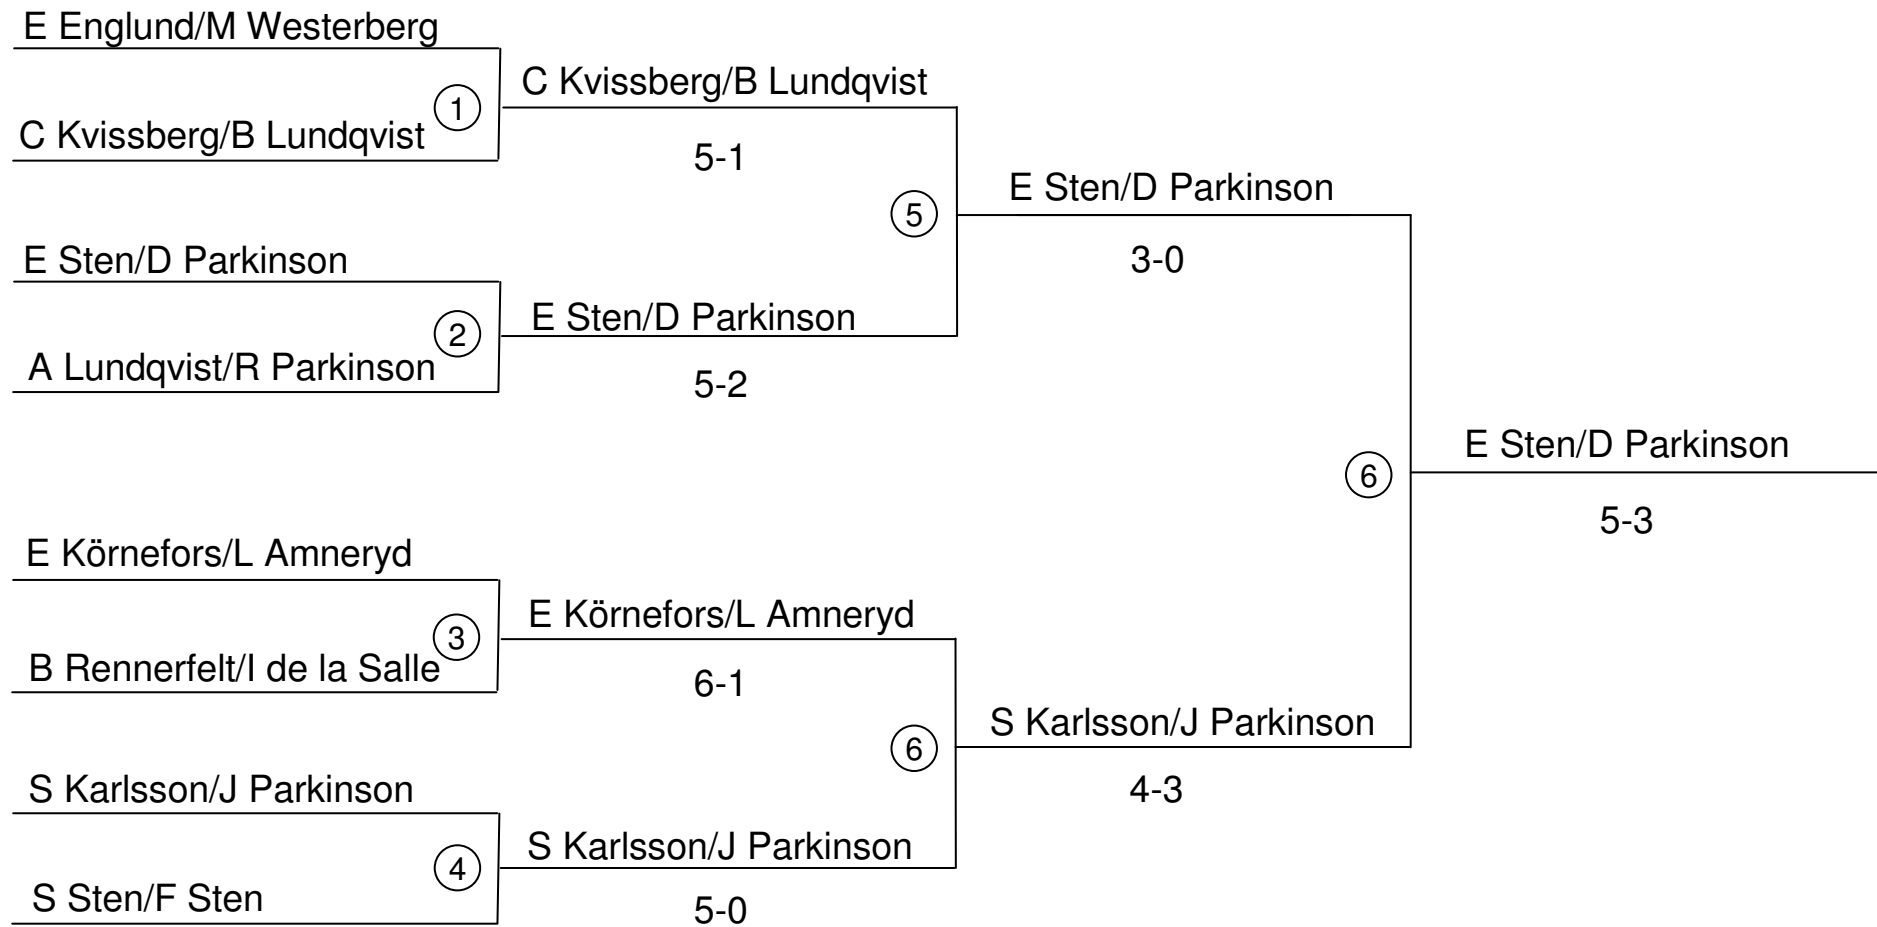 E Englund/M Westerberg
1
C Kvissberg/B Lundqvist
C Kvissberg/B Lundqvist
5-1
E Sten/D Parkinson
2
A Lundqvist/R Parkinson
E Sten/D Parkinson
5-2
5
E Sten/D Parkinson
3-0
E Körnefors/L Amneryd
3
B Rennerfelt/I de la Salle
E Körnefors/L Amneryd
6-1
S Karlsson/J Parkinson
4
S Sten/F Sten
S Karlsson/J Parkinson
5-0
6
S Karlsson/J Parkinson
4-3
6
E Sten/D Parkinson
5-3